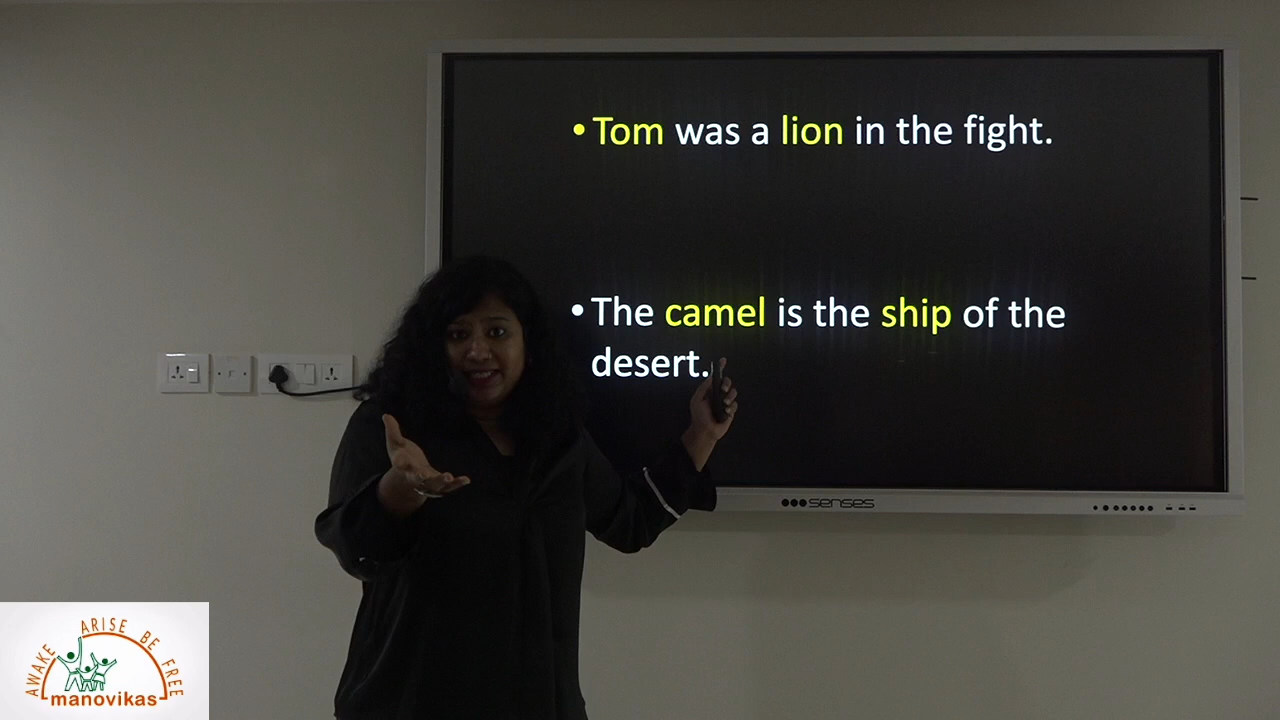 • Tom was a lion in the fight.
• The camel is the ship of the
desert.
senses
AWAKE ARISE BE FREE
manovikas